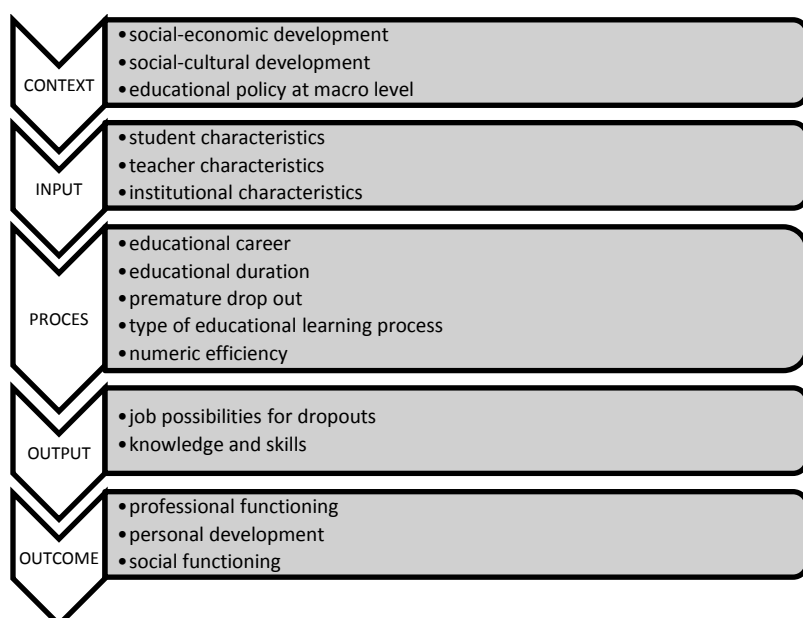 CONTEXT
•social-economic development
•social-cultural development
•educational policy at macro level
INPUT
•student characteristics
•teacher characteristics
•institutional characteristics
PROCES
•educational career
•educational duration
•premature drop out
•type of educational learning process
•numeric efficiency
OUTPUT
•job possibilities for dropouts
•knowledge and skills
OUTCOME
•professional functioning
•personal development
•social functioning